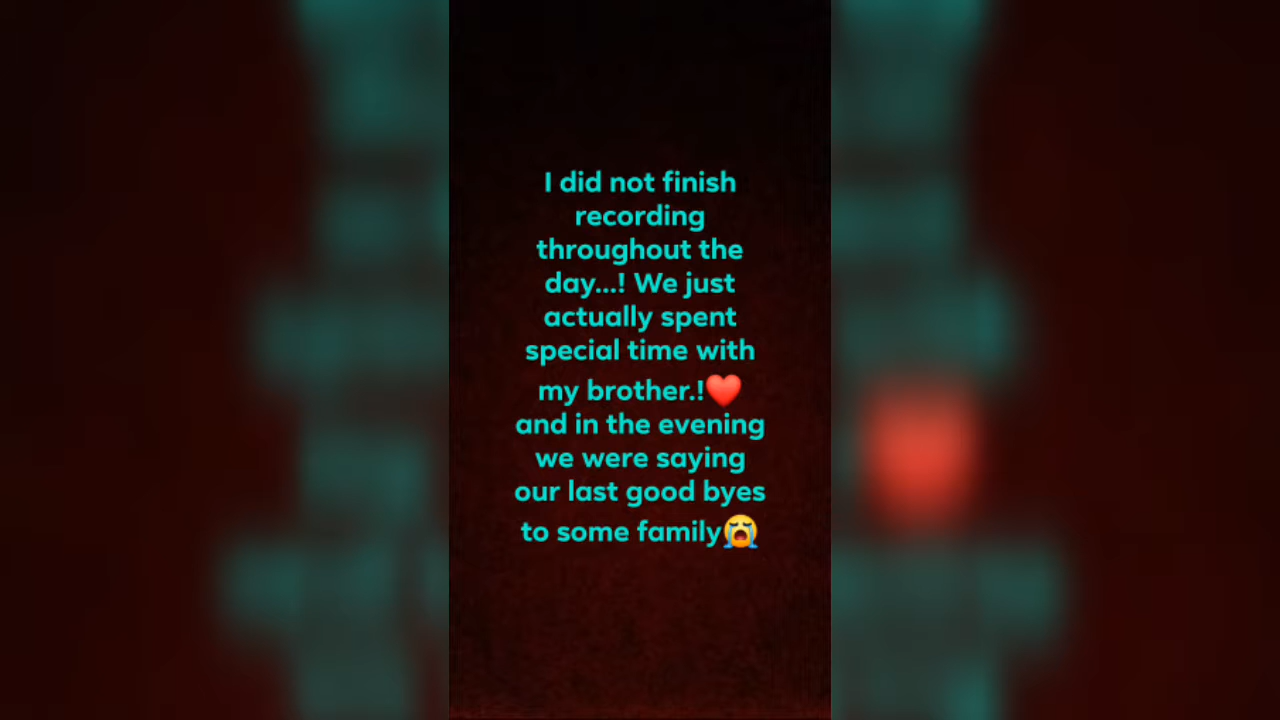 I did not finish
recording
throughout the
day...! We just
actually spent
special time with
my brother.!❤️
and in the evening
we were saying
our last good byes
to some family😭